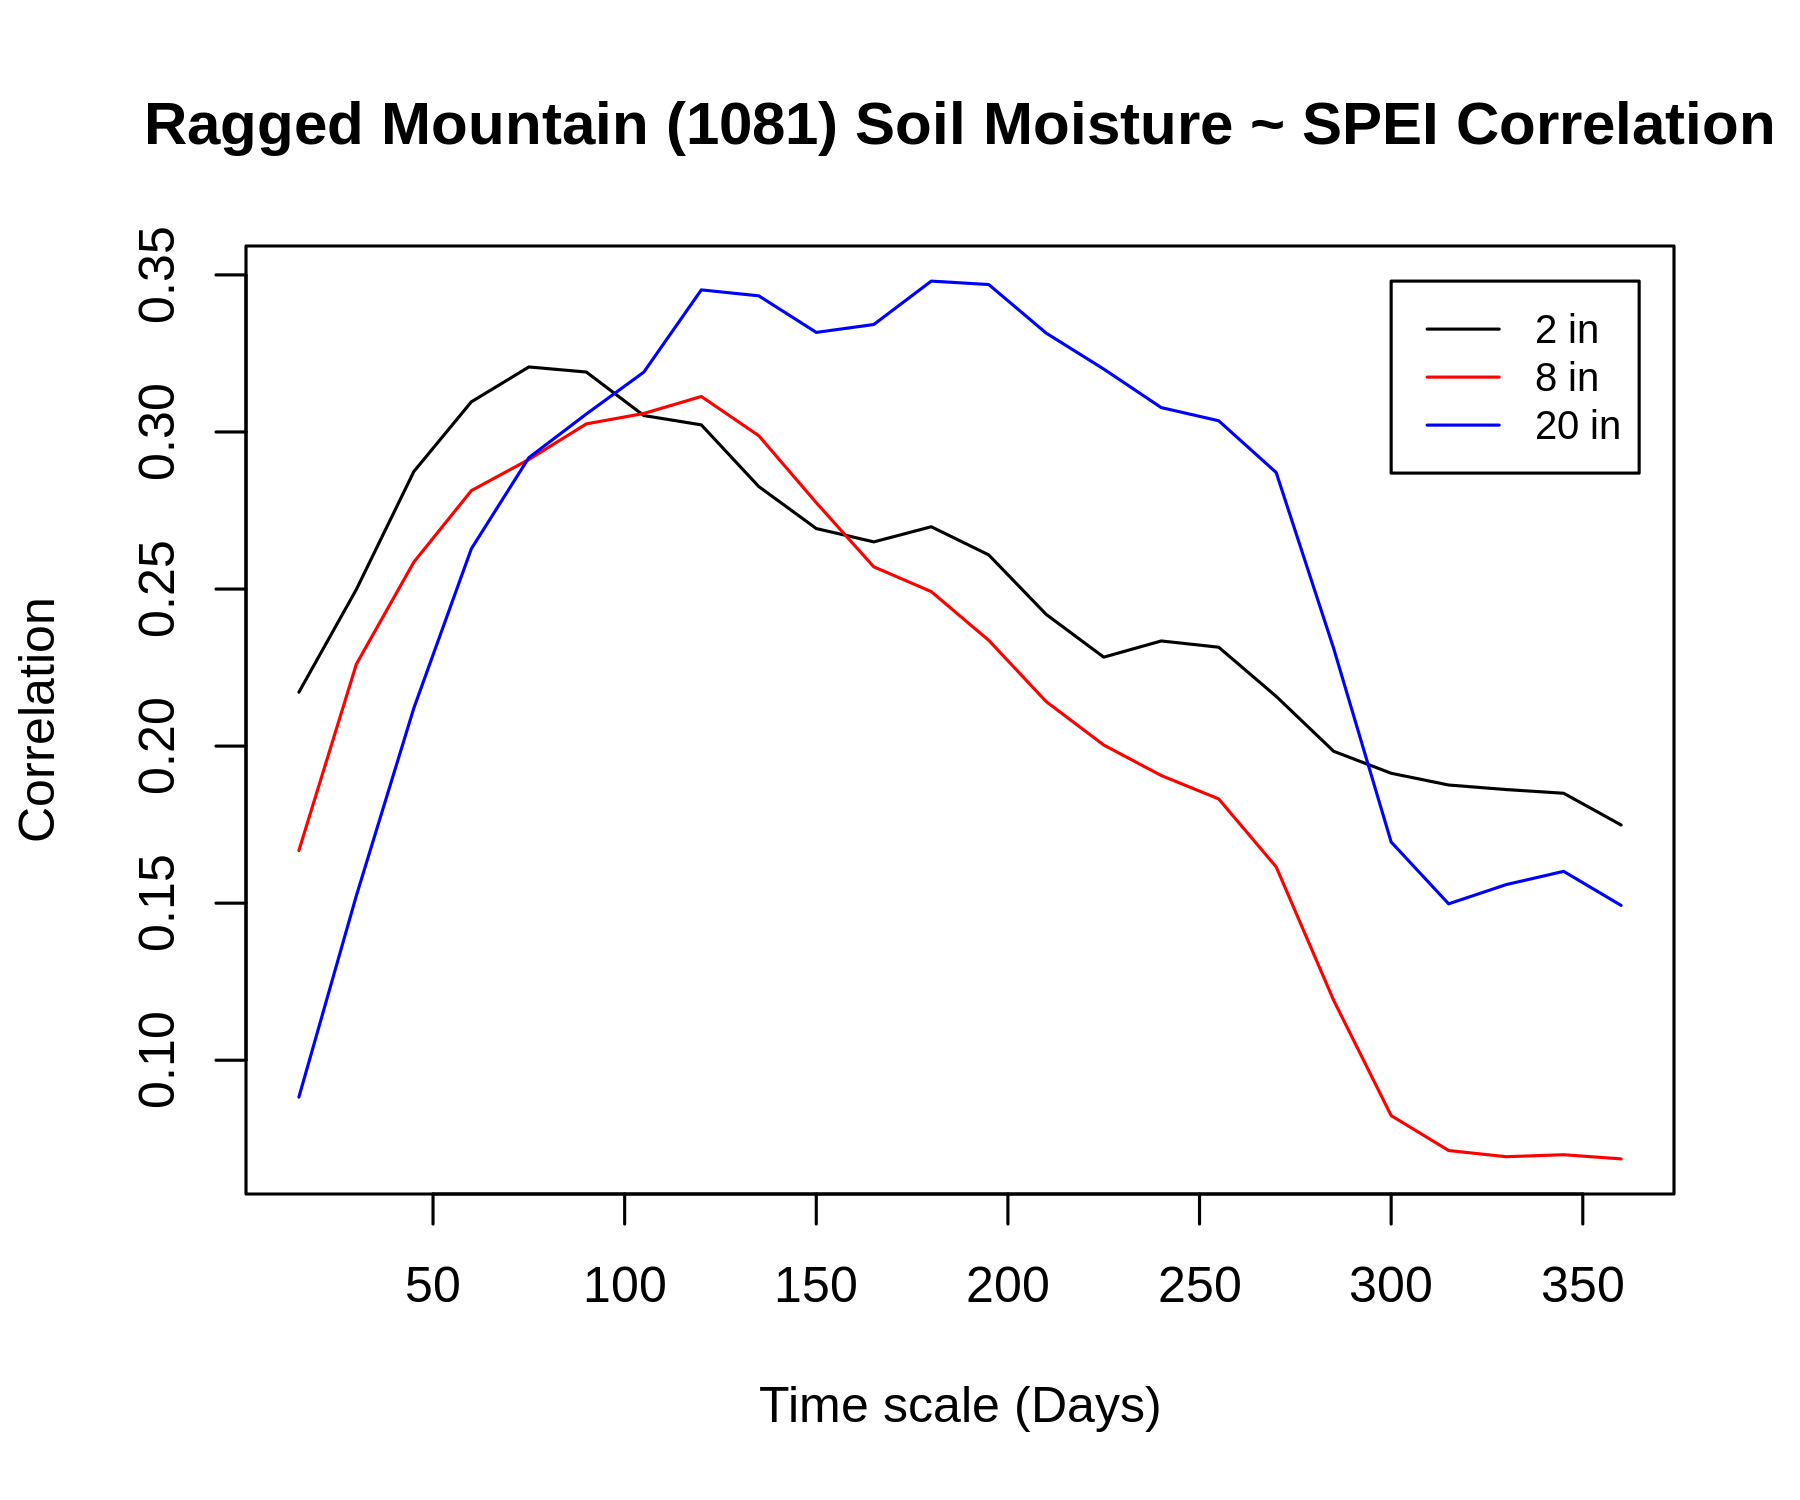 Ragged Mountain (1081) Soil Moisture ~ SPEI Correlation
0.35
0.30
0.25
0.20
0.15
0.10
Correlation
2 in
8 in
20 in
50 100 150 200 250 300 350
Time scale (Days)